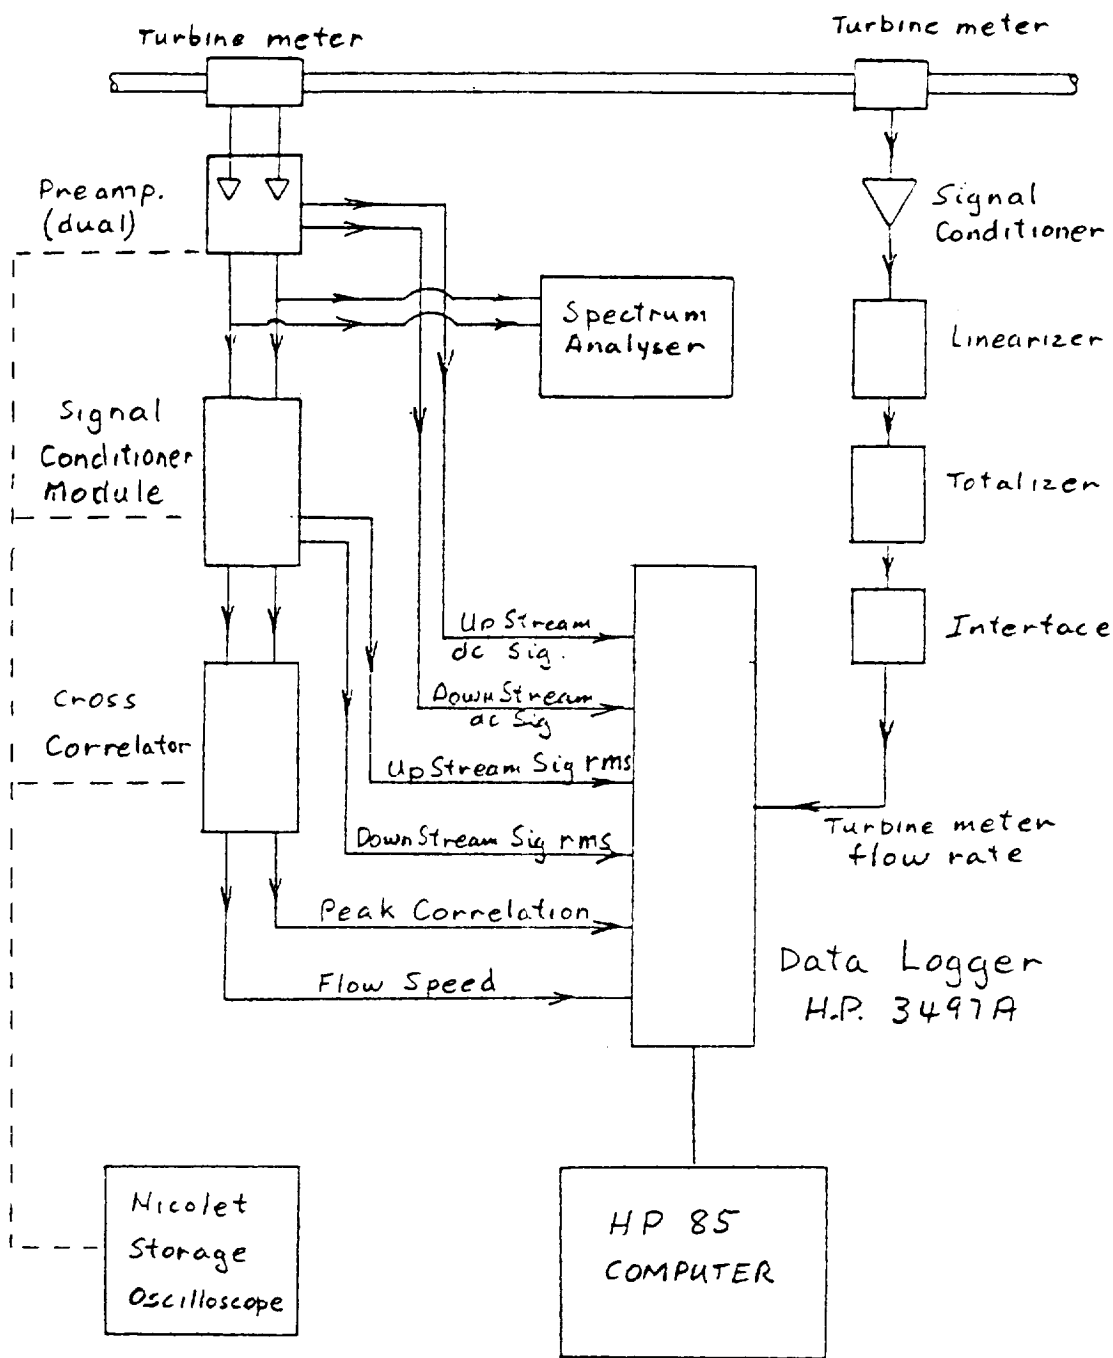 Turbine meter
Turbine meter
Preamp.
(dual)
Signal
Conditioner
Spectrum
Analyser
Linearizer
Signal
Conditioner
Module
Totalizer
Up Stream
dc Sig.
Interface
Down Stream
dc Sig
Cross
Correlator
Up Stream Sig rms
Down Stream Sig rms
Turbine meter
flow rate
Peak Correlation
Flow Speed
Data Logger
H.P. 3497A
Nicolet
Storage
Oscilloscope
HP 85
COMPUTER